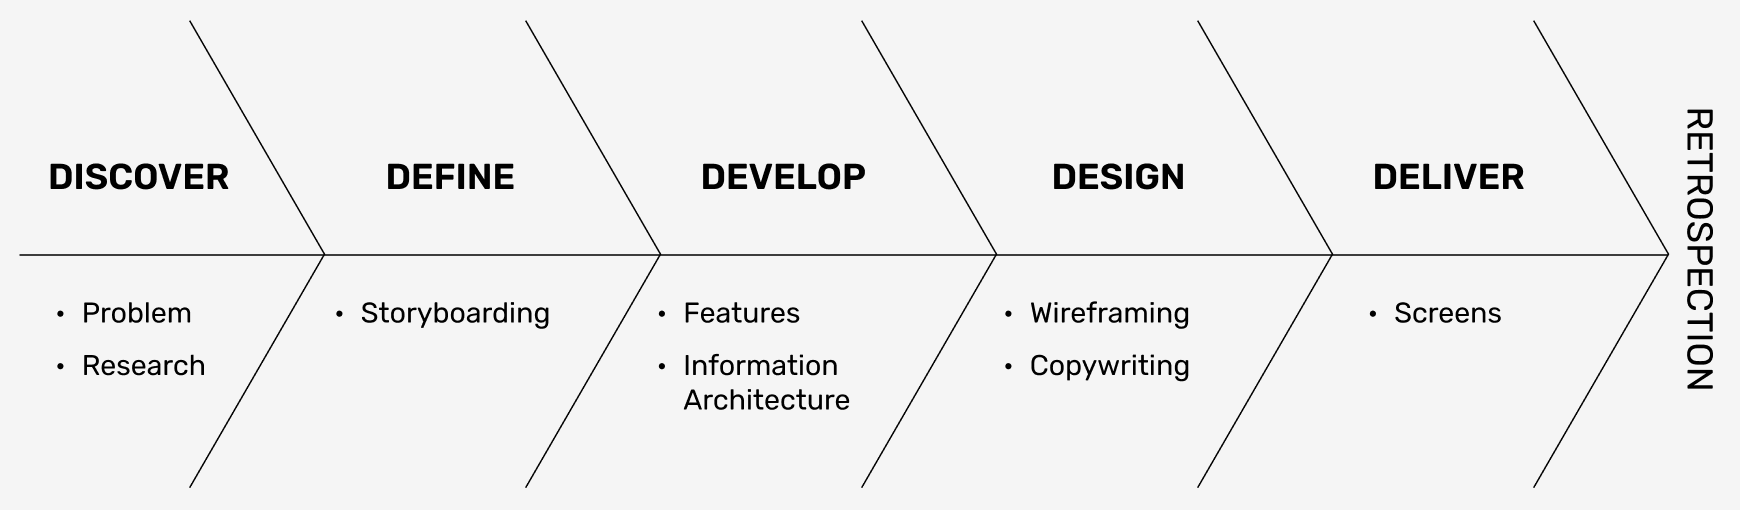 DISCOVER
DEFINE
DEVELOP
DESIGN
DELIVER
• Problem
• Research
• Storyboarding
• Features
• Information
Architecture
• Wireframing
• Copywriting
• Screens
RETROSPECTION